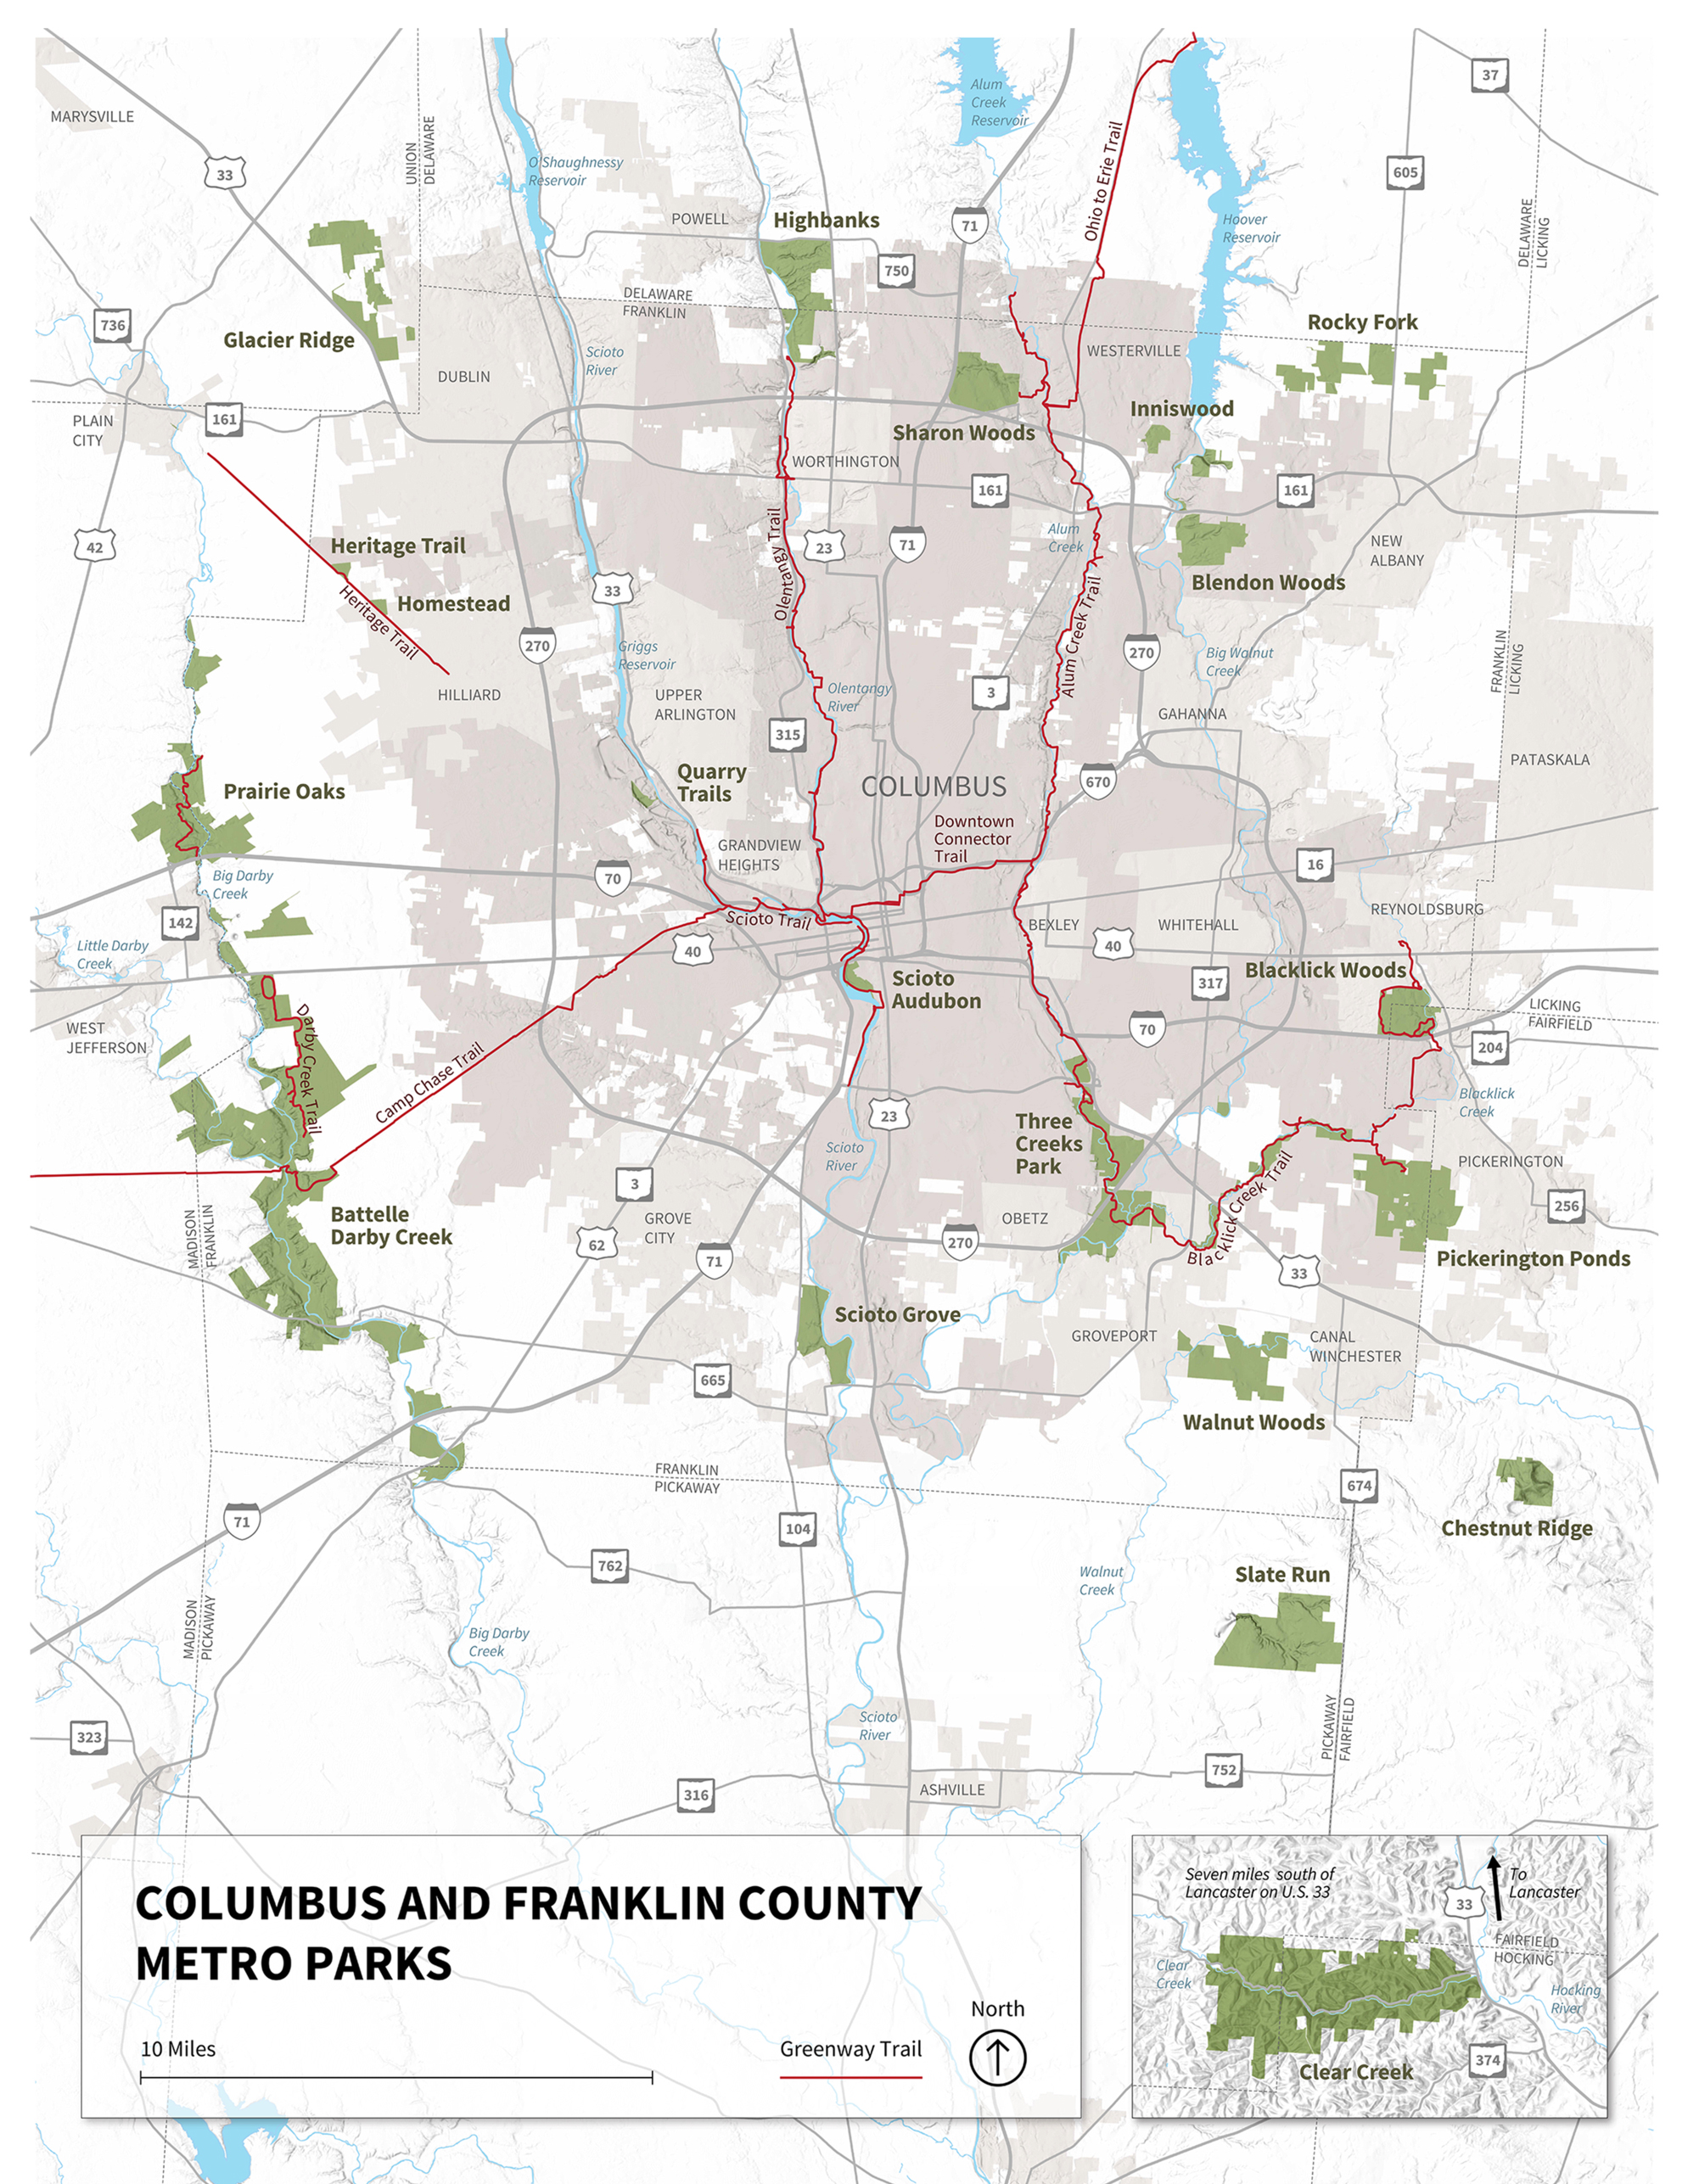 37
MARYSVILLE
Alum
Creek
Reservoir
UNION
DELAWARE
33
O'Shaughnessy
Reservoir
605
Ohio to Erie Trail
Highbanks
POWELL
71
Hoover
Reservoir
DELAWARE
LICKING
750
DELAWARE
FRANKLIN
736
Glacier Ridge
Rocky Fork
Scioto
River
WESTERVILLE
DUBLIN
161
PLAIN
CITY
Inniswood
Sharon Woods
WORTHINGTON
161
161
42
Heritage Trail
Olentangy Trail
23
71
Alum
Creek
NEW
ALBANY
Blendon Woods
33
Homestead
Heritage Trail
Alum Creek Trail
270
Griggs
Reservoir
270
Big Walnut
Creek
FRANKLIN
LICKING
HILLIARD
UPPER
ARLINGTON
Olentangy
River
3
GAHANNA
315
PATASKALA
Quarry
Trails
COLUMBUS
670
Prairie Oaks
Downtown
Connector
Trail
GRANDVIEW
HEIGHTS
16
70
Big Darby
Creek
142
Scioto Trail
BEXLEY
WHITEHALL
REYNOLDSBURG
Little Darby
Creek
40
40
Blacklick Woods
Scioto
Audubon
317
WEST
JEFFERSON
Darby Creek Trail
70
LICKING
FAIRFIELD
204
Camp Chase Trail
Blacklick
Creek
23
Three
Creeks
Park
Scioto
River
PICKERINGTON
3
Blacklick Creek Trail
256
Battelle
Darby Creek
MADISON
FRANKLIN
GROVE
CITY
OBETZ
62
270
71
33
Pickerington Ponds
Scioto Grove
GROVEPORT
CANAL
WINCHESTER
665
Walnut Woods
FRANKLIN
PICKAWAY
674
71
104
Chestnut Ridge
762
Walnut
Creek
Slate Run
MADISON
PICKAWAY
Big Darby
Creek
Scioto
River
PICKAWAY
FAIRFIELD
323
752
316
ASHVILLE
COLUMBUS AND FRANKLIN COUNTY
METRO PARKS
North
10 Miles
Greenway Trail
Seven miles south of
Lancaster on U.S. 33
To
Lancaster
33
FAIRFIELD
HOCKING
Clear
Creek
Hocking
River
374
Clear Creek